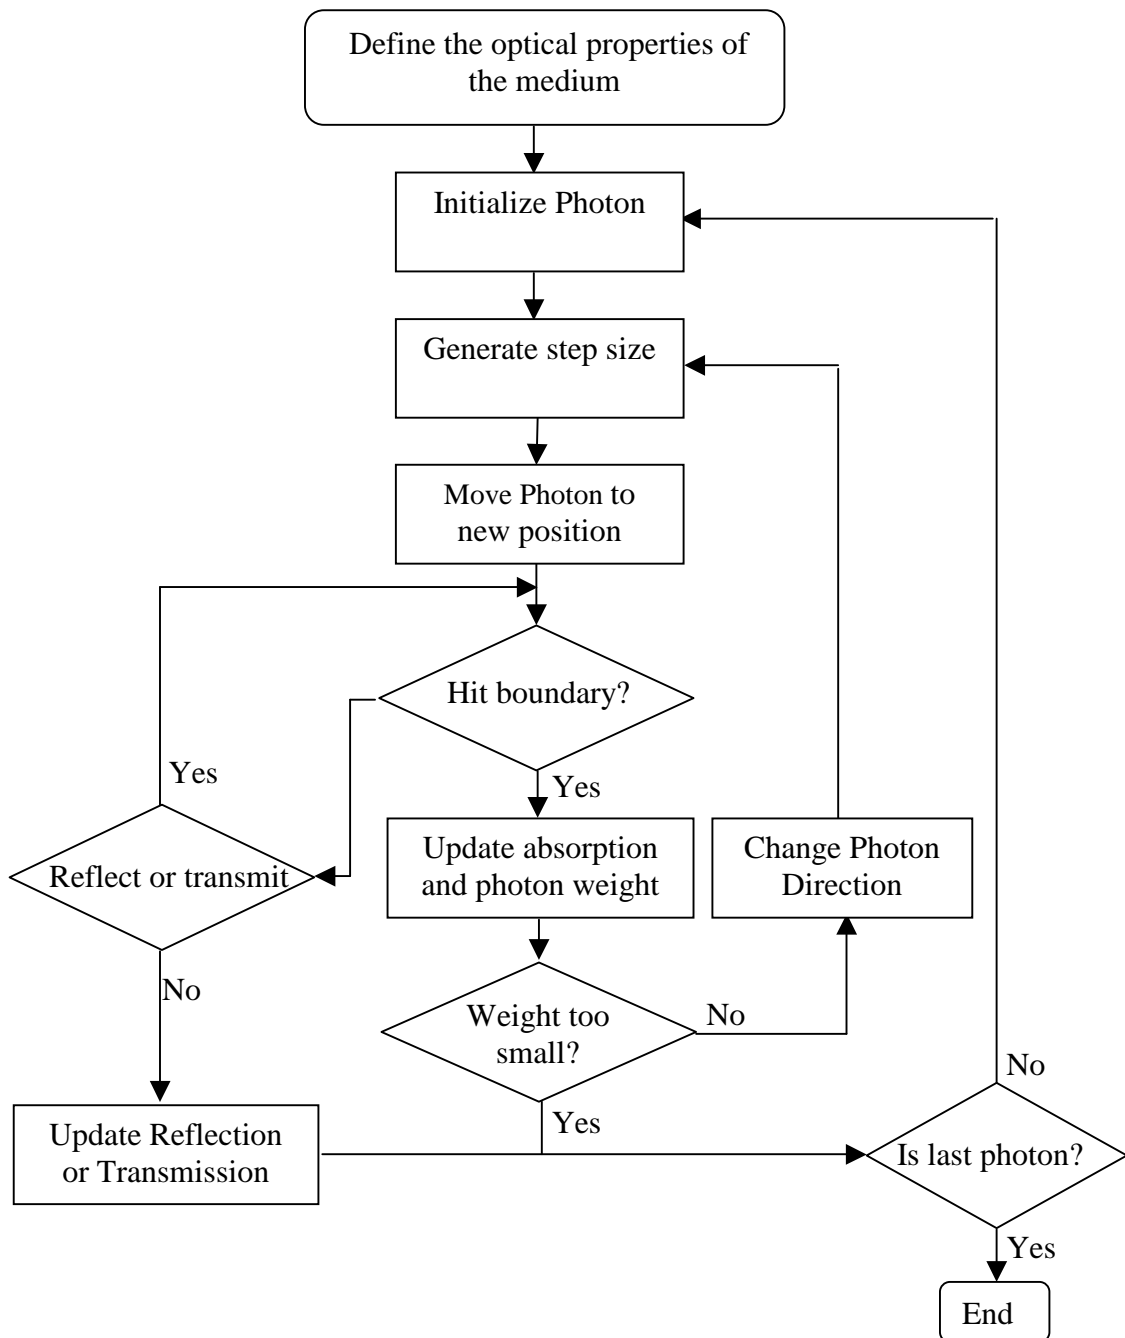 Define the optical properties of
the medium
Initialize Photon
Generate step size
Move Photon to
new position
Hit boundary?
Yes
Yes
Reflect or transmit
Update absorption
and photon weight
Change Photon
Direction
No
Weight too
small?
No
No
Yes
Update Reflection
or Transmission
Is last photon?
Yes
End